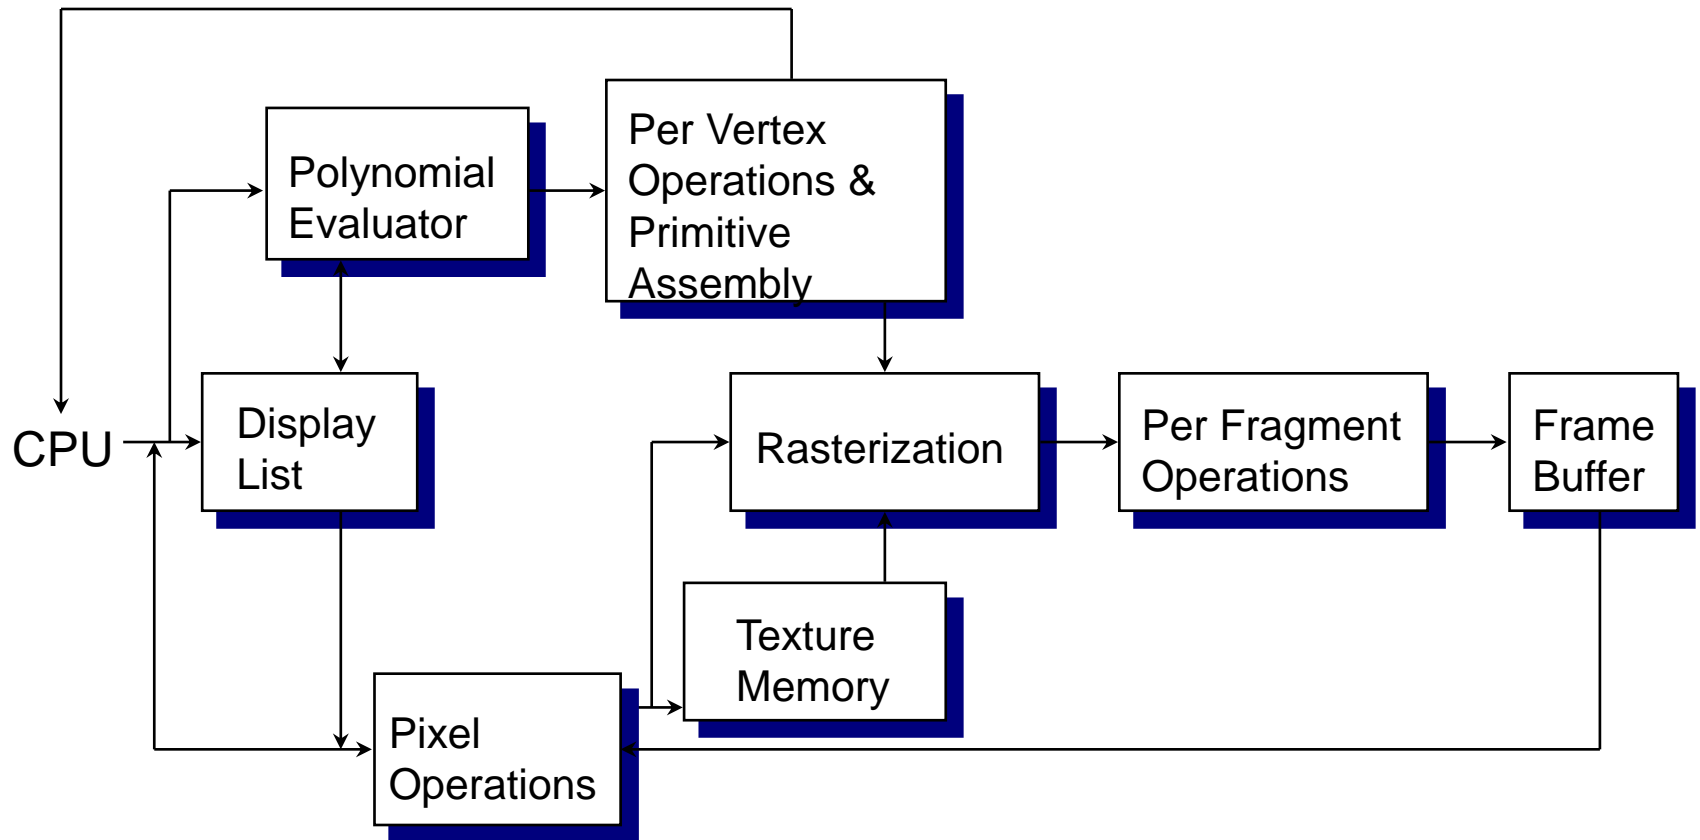 Polynomial
Evaluator
Per Vertex
Operations &
Primitive
Assembly
CPU
Display
List
Rasterization
Per Fragment
Operations
Frame
Buffer
Texture
Memory
Pixel
Operations